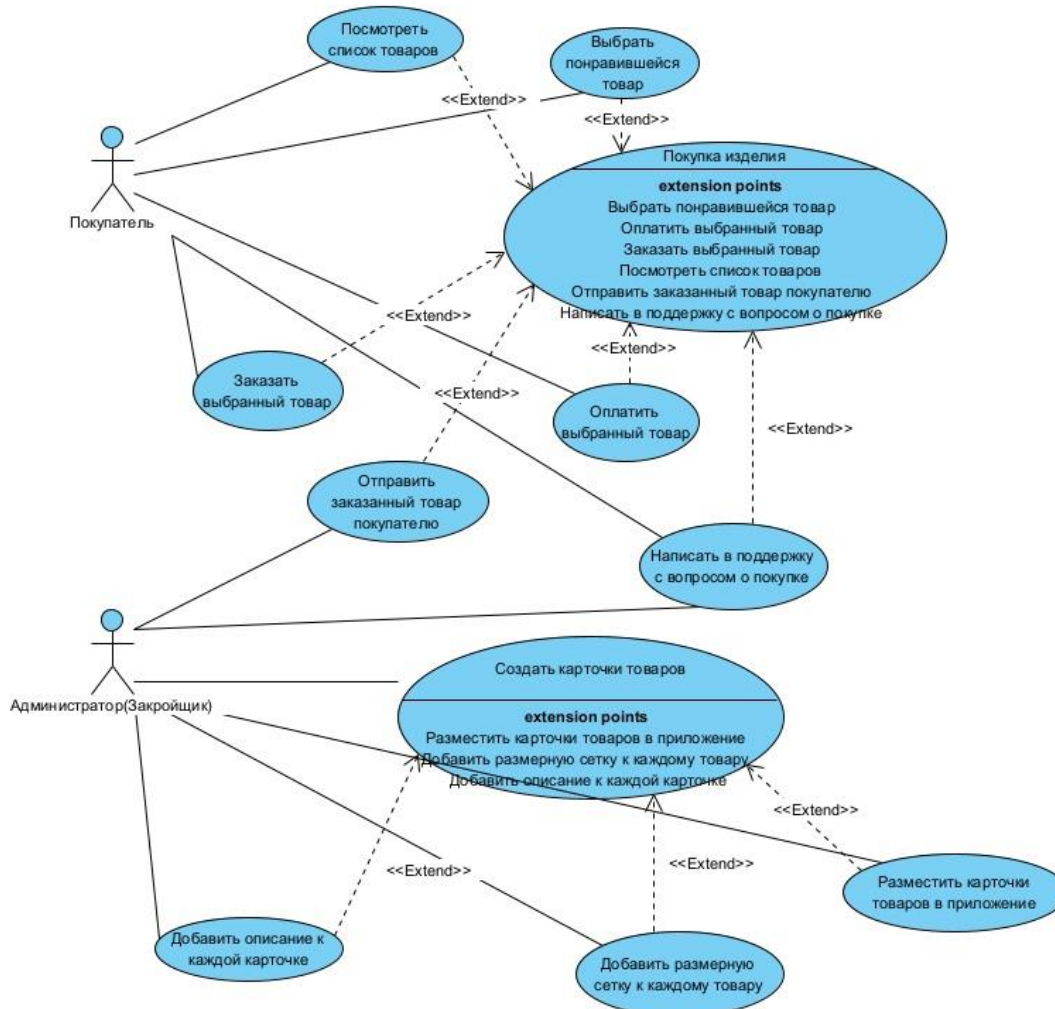 Посмотреть
список товаров
Выбрать
понравившейся
товар
<<Extend>>
<<Extend>>
Покупка изделия
extension points
Выбрать понравившейся товар
Оплатить выбранный товар
Заказать выбранный товар
Посмотреть список товаров
Отправить заказанный товар покупателю
Написать в поддержку с вопросом о покупке
Покупатель
<<Extend>>
<<Extend>>
<<Extend>>
<<Extend>>
Заказать
выбранный товар
Оплатить
выбранный товар
Отправить
заказанный товар
покупателю
Написать в поддержку
с вопросом о покупке
Администратор(Закройщик)
Создать карточки товаров
extension points
Разместить карточки товаров в приложение
Добавить размерную сетку к каждому товару
Добавить описание к каждой карточке
<<Extend>>
<<Extend>>
<<Extend>>
Разместить карточки
товаров в приложение
Добавить описание к
каждой карточке
Добавить размерную
сетку к каждому товару